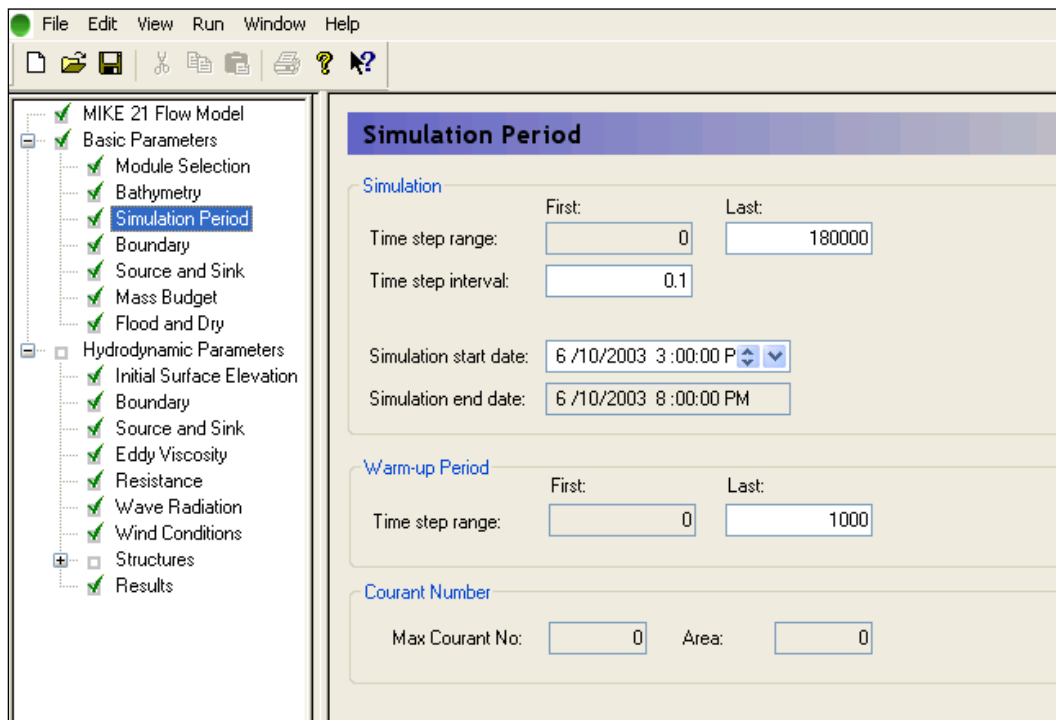 File Edit View Run Window Help
MIKE 21 Flow Model
Basic Parameters
Module Selection
Bathymetry
Simulation Period
Boundary
Source and Sink
Mass Budget
Flood and Dry
Hydrodynamic Parameters
Initial Surface Elevation
Boundary
Source and Sink
Eddy Viscosity
Resistance
Wave Radiation
Wind Conditions
Structures
Results
Simulation Period
Simulation
First: Last:
Time step range: 0 180000
Time step interval: 0.1
Simulation start date: 6 /10/2003 3 :00:00 P
Simulation end date: 6 /10/2003 8 :00:00 PM
Warm-up Period
First: Last:
Time step range: 0 1000
Courant Number
Max Courant No: 0 Area: 0